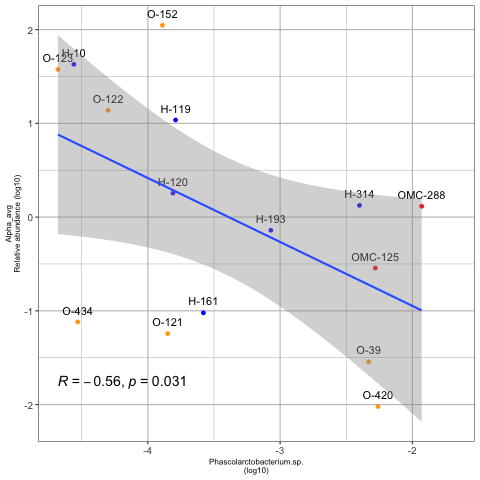 O-152
O-123
H-10
O-122
H-119
H-120
H-314
OMC-288
H-193
OMC-125
H-161
O-434
O-121
O-39
O-420
R = −0.56, p = 0.031
2
1
0
-1
-2
-4
-3
-2
Alpha_avg
Relative abundance (log10)
Phascolarctobacterium.sp.
(log10)